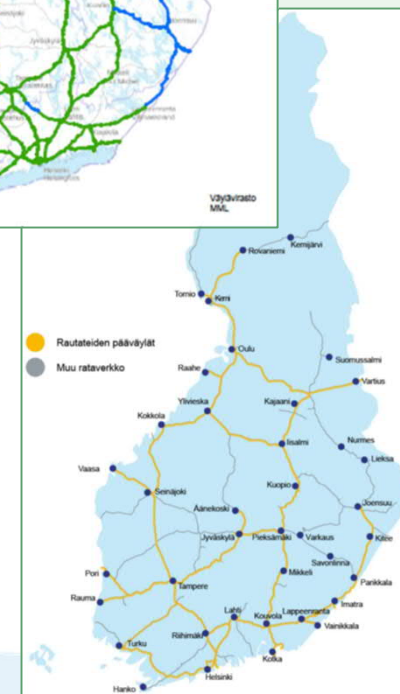 Väylävirasto
MML
Rovaniemi
Kemijärvi
Tornio
Kemi
Rautateiden pääväylät
Muu rataverkko
Oulu
Suomussalmi
Raahe
Vartius
Ylivieska
Kajaani
Kokkola
Iisalmi
Nurmes
Lieksa
Vaasa
Seinäjoki
Kuopio
Äänekoski
Joensuu
Jyväskylä
Pieksämäki
Varkaus
Kitee
Savonlinna
Pori
Tampere
Mikkeli
Parikkala
Rauma
Imatra
Lahti
Kouvola
Lappeenranta
Vainikkala
Turku
Riihimäki
Kotka
Helsinki
Hanko